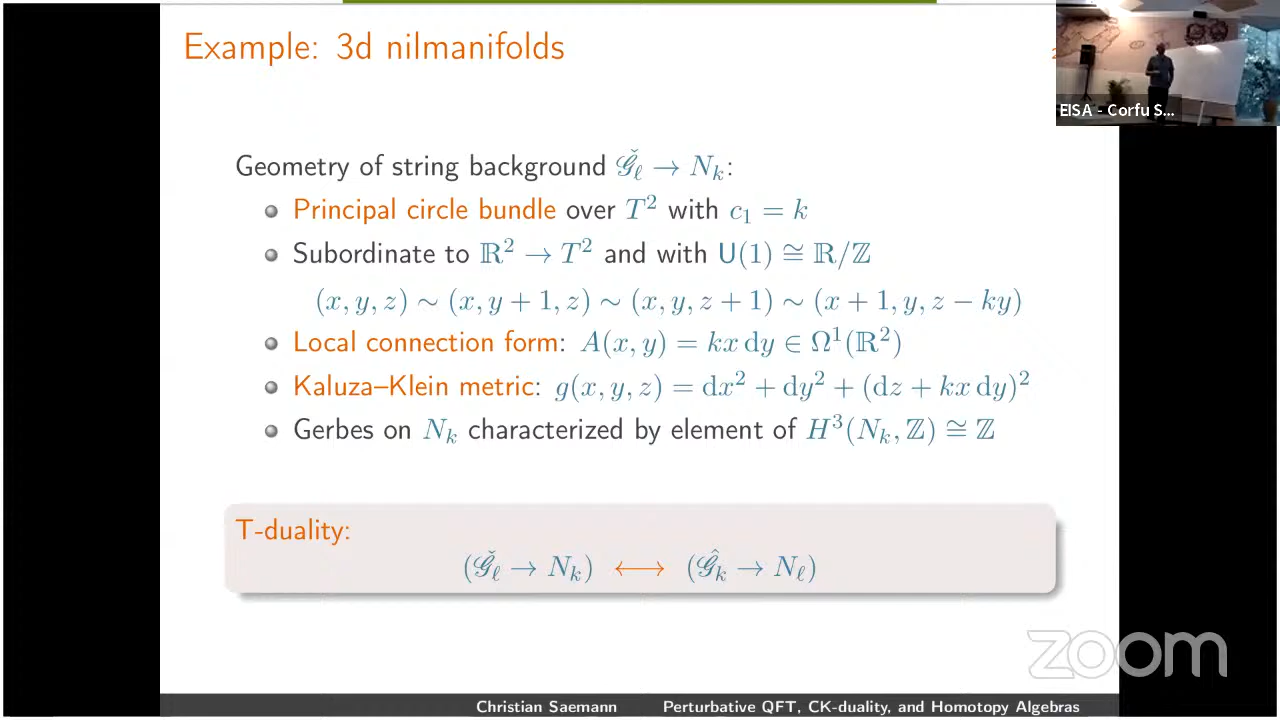 Example: 3d nilmanifolds
EISA - Corfu S...
Geometry of string background 𝒢̌_ℓ → N_k:
Principal circle bundle over T² with c₁ = k
Subordinate to ℝ² → T² and with U(1) ≅ ℝ/ℤ
(x, y, z) ∼ (x, y + 1, z) ∼ (x, y, z + 1) ∼ (x + 1, y, z − ky)
Local connection form: A(x, y) = kx dy ∈ Ω¹(ℝ²)
Kaluza–Klein metric: g(x, y, z) = dx² + dy² + (dz + kx dy)²
Gerbes on N_k characterized by element of H³(N_k, ℤ) ≅ ℤ
T-duality:
(𝒢̌_ℓ → N_k) ⟷ (𝒢̂_k → N_ℓ)
zoom
Christian Saemann Perturbative QFT, CK-duality, and Homotopy Algebras